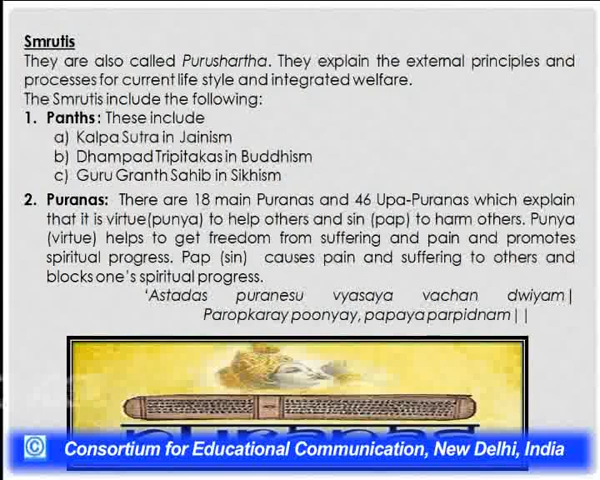 Smrutis
They are also called Purushartha. They explain the external principles and
processes for current life style and integrated welfare.
The Smrutis include the following:
1. Panths: These include
a) Kalpa Sutra in Jainism
b) Dhampad Tripitakas in Buddhism
c) Guru Granth Sahib in Sikhism
2. Puranas: There are 18 main Puranas and 46 Upa-Puranas which explain
that it is virtue(punya) to help others and sin (pap) to harm others. Punya
(virtue) helps to get freedom from suffering and pain and promotes
spiritual progress. Pap (sin) causes pain and suffering to others and
blocks one's spiritual progress.
'Astadas puranesu vyasaya vachan dwiyam|
Paropkaray poonyay, papaya parpidnam||
puranas
© Consortium for Educational Communication, New Delhi, India